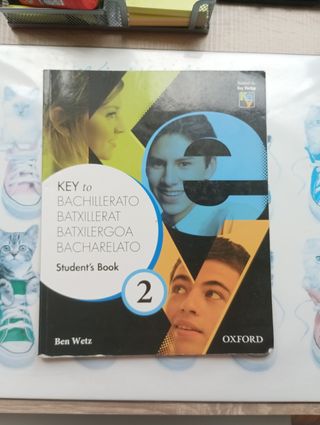 KEY to
BACHILLERATO
BATXILLERAT
BATXILERGOA
BACHARELATO
Student's Book
2
Ben Wetz
OXFORD